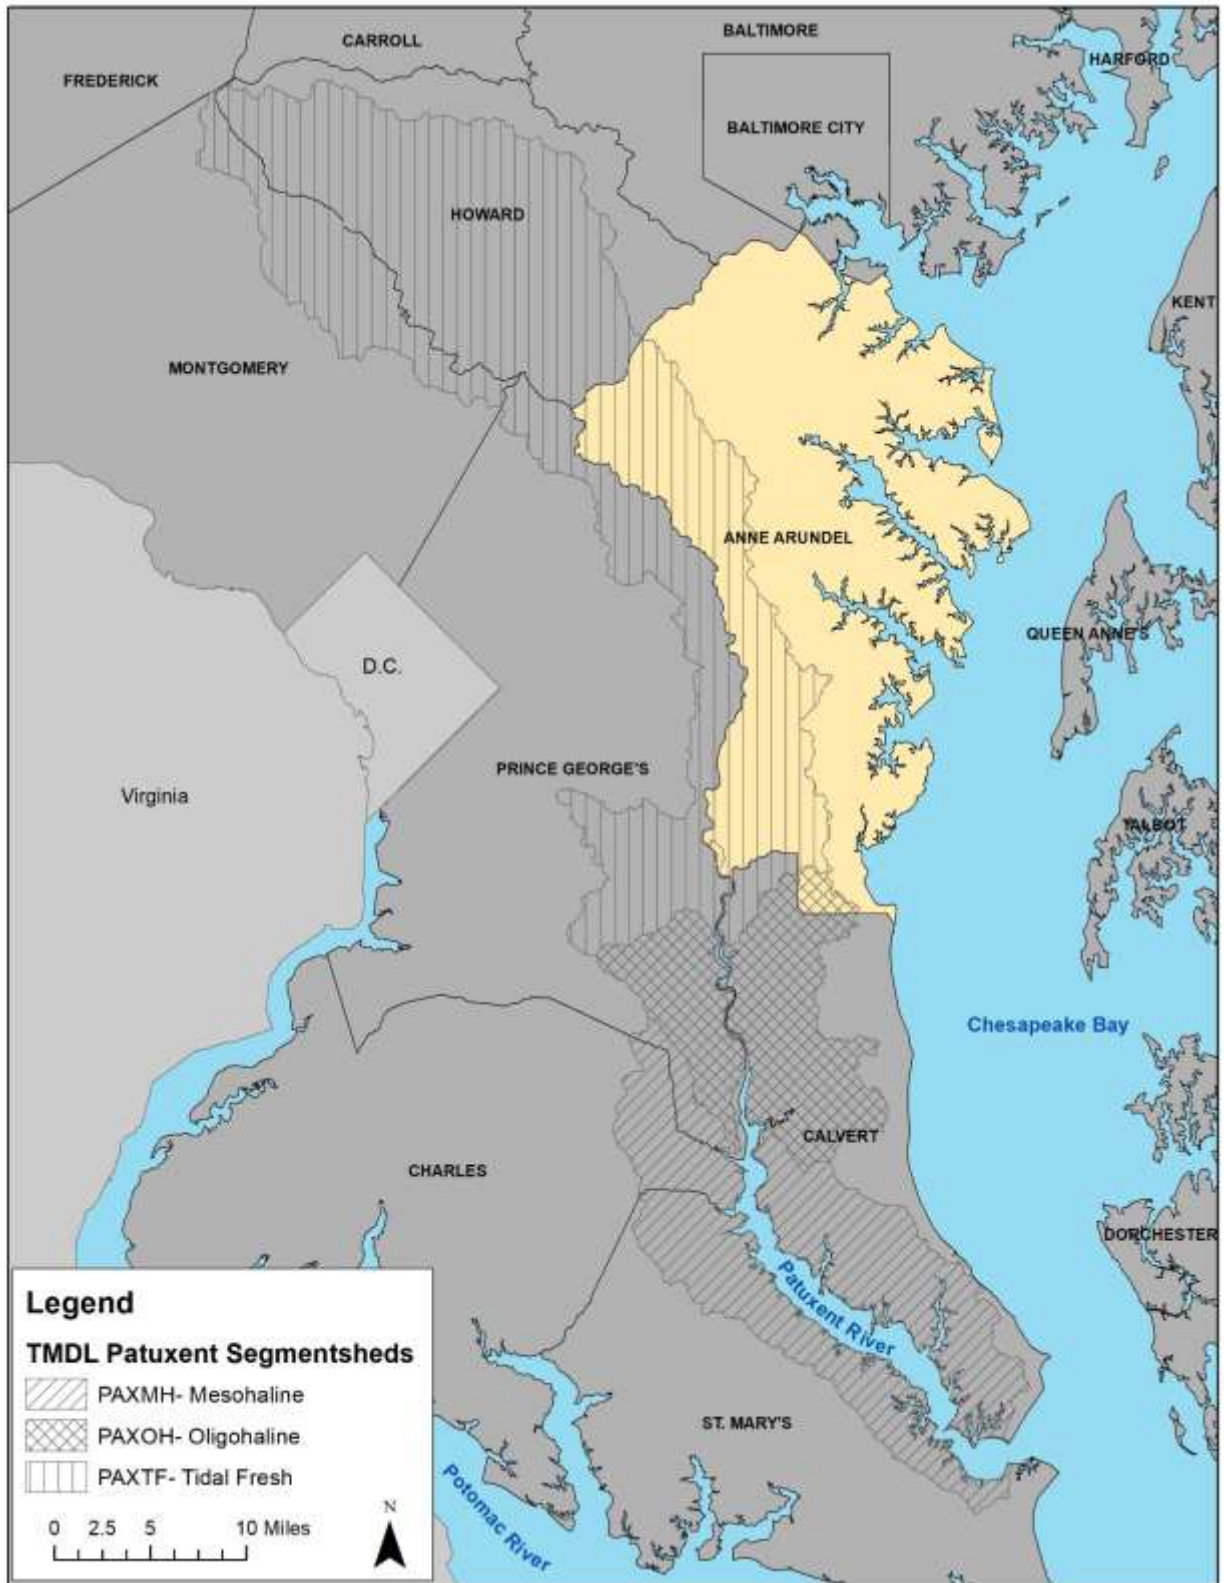 CARROLL
BALTIMORE
FREDERICK
HARFORD
BALTIMORE CITY
HOWARD
KENT
MONTGOMERY
ANNE ARUNDEL
QUEEN ANNE'S
D.C.
PRINCE GEORGE'S
Virginia
TALBOT
Chesapeake Bay
CALVERT
CHARLES
DORCHESTER
Patuxent River
ST. MARY'S
Potomac River
Legend
TMDL Patuxent Segmentsheds
PAXMH- Mesohaline
PAXOH- Oligohaline
PAXTF- Tidal Fresh
N
0 2.5 5 10 Miles